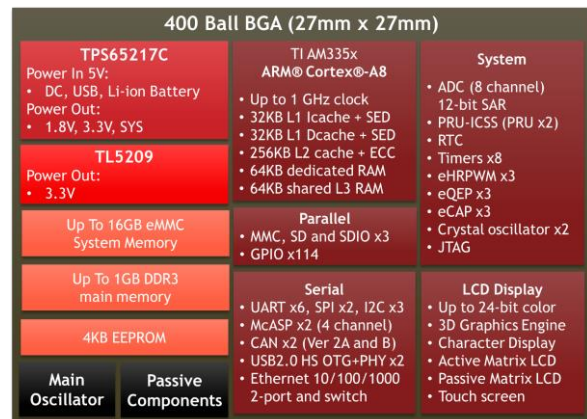 400 Ball BGA (27mm x 27mm)
TPS65217C
Power In 5V:
• DC, USB, Li-ion Battery
Power Out:
• 1.8V, 3.3V, SYS
TL5209
Power Out:
• 3.3V
Up To 16GB eMMC
System Memory
Up To 1GB DDR3
main memory
4KB EEPROM
Main
Oscillator
Passive
Components
TI AM335x
ARM® Cortex®-A8
• Up to 1 GHz clock
• 32KB L1 Icache + SED
• 32KB L1 Dcache + SED
• 256KB L2 cache + ECC
• 64KB dedicated RAM
• 64KB shared L3 RAM
Parallel
• MMC, SD and SDIO x3
• GPIO x114
Serial
• UART x6, SPI x2, I2C x3
• McASP x2 (4 channel)
• CAN x2 (Ver 2A and B)
• USB2.0 HS OTG+PHY x2
• Ethernet 10/100/1000
2-port and switch
System
• ADC (8 channel)
12-bit SAR
• PRU-ICSS (PRU x2)
• RTC
• Timers x8
• eHRPWM x3
• eQEP x3
• eCAP x3
• Crystal oscillator x2
• JTAG
LCD Display
• Up to 24-bit color
• 3D Graphics Engine
• Character Display
• Active Matrix LCD
• Passive Matrix LCD
• Touch screen